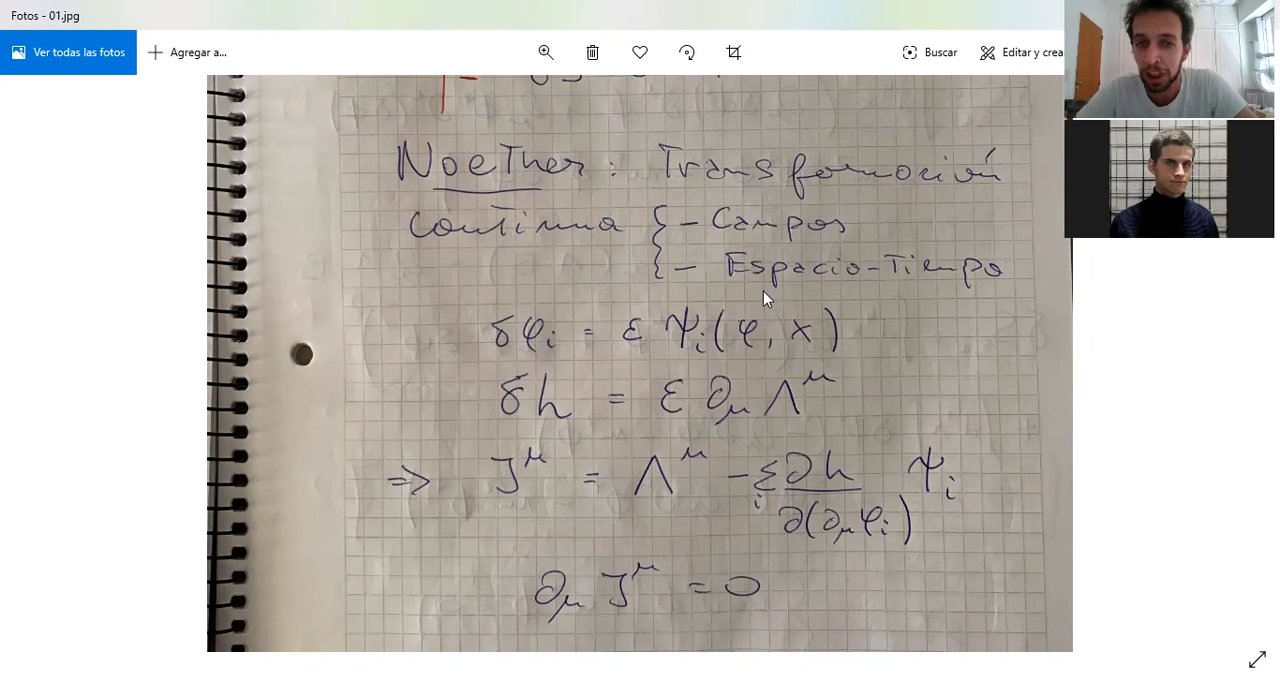 Fotos - 01.jpg
Ver todas las fotos
Agregar a...
Buscar
Editar y crea
Noether: Transformación
continua { - Campos
{ - Espacio-Tiempo
δφi = ε Ψi(φ, x)
δh = ε ∂μ Λ^μ
=> J^μ = Λ^μ - Σi ∂h/∂(∂μφi) Ψi
∂μ J^μ = 0